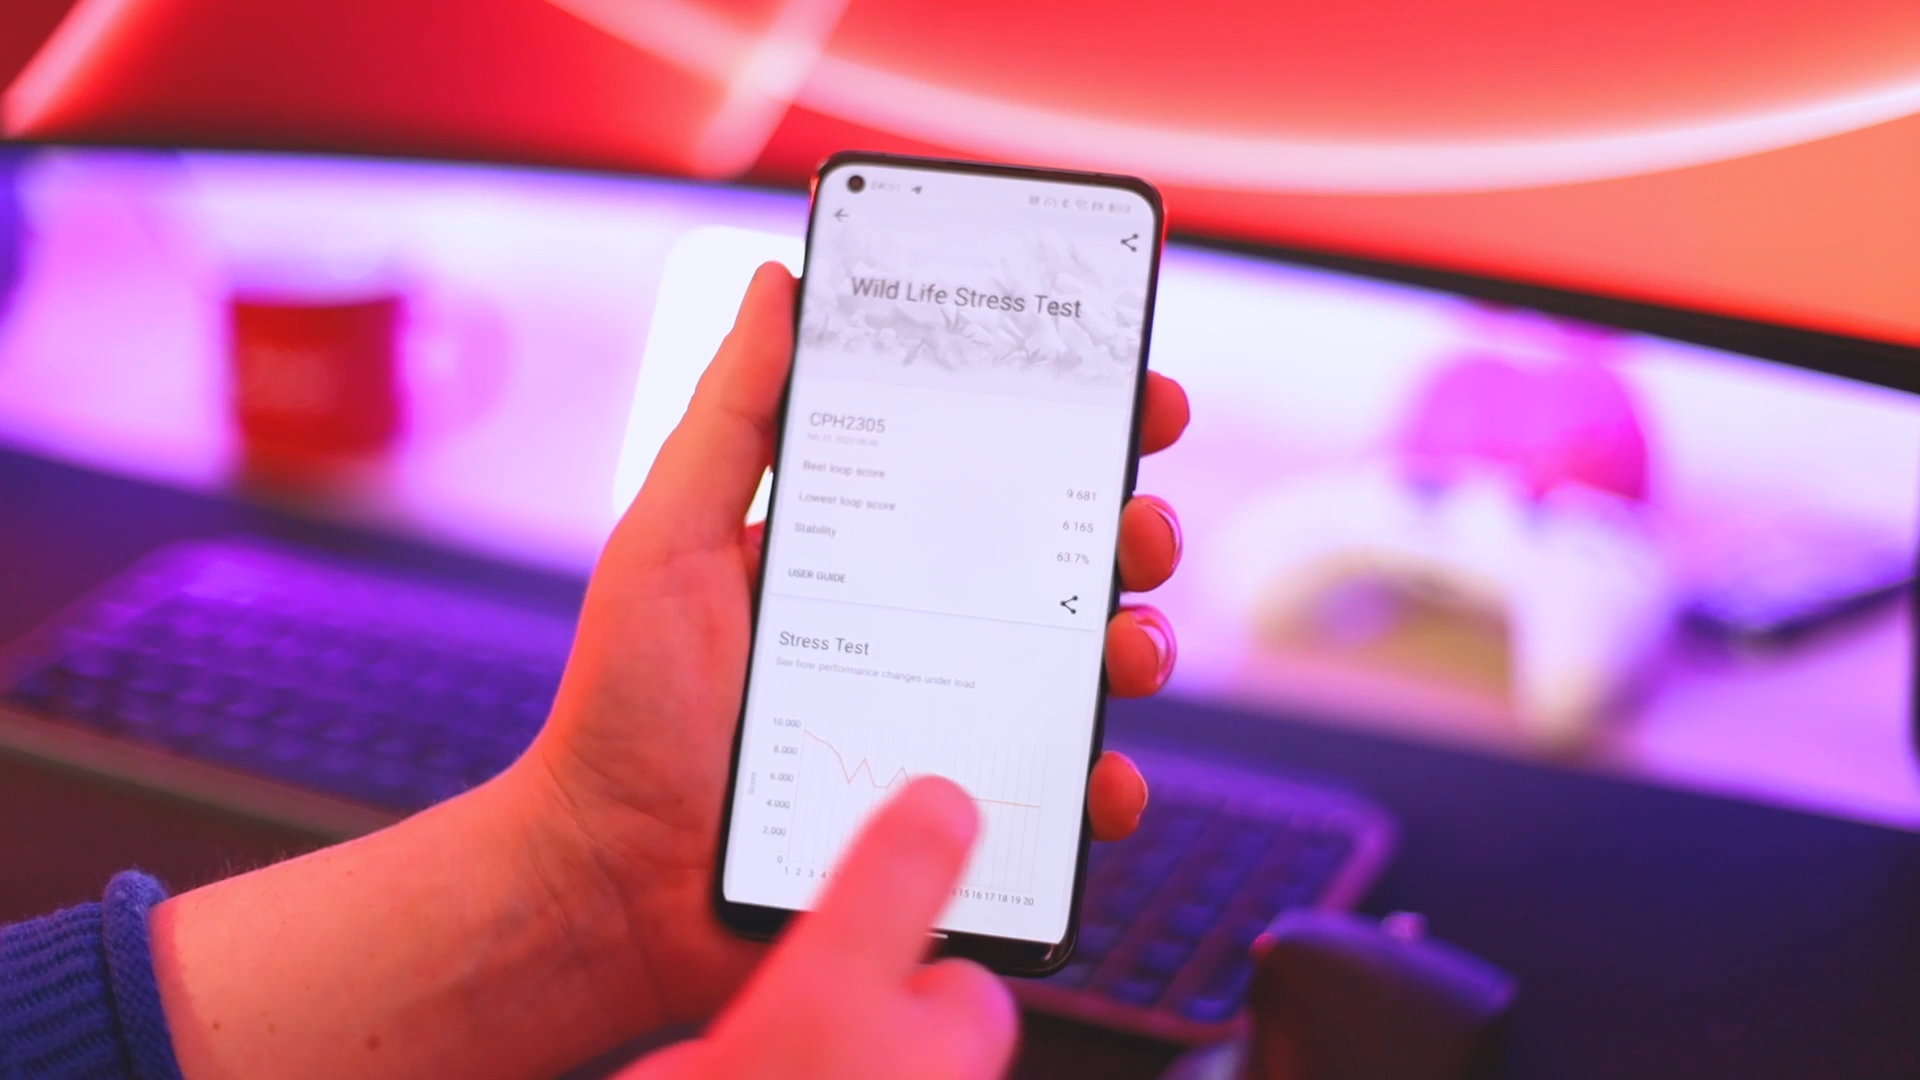 Wild Life Stress Test
CPH2305
Best loop score
9 681
Lowest loop score
6 165
Stability
63.7%
USER GUIDE
Stress Test
See how performance changes under load
10.000
8.000
6.000
4.000
2.000
0
Score
1 2 3 4 15 16 17 18 19 20